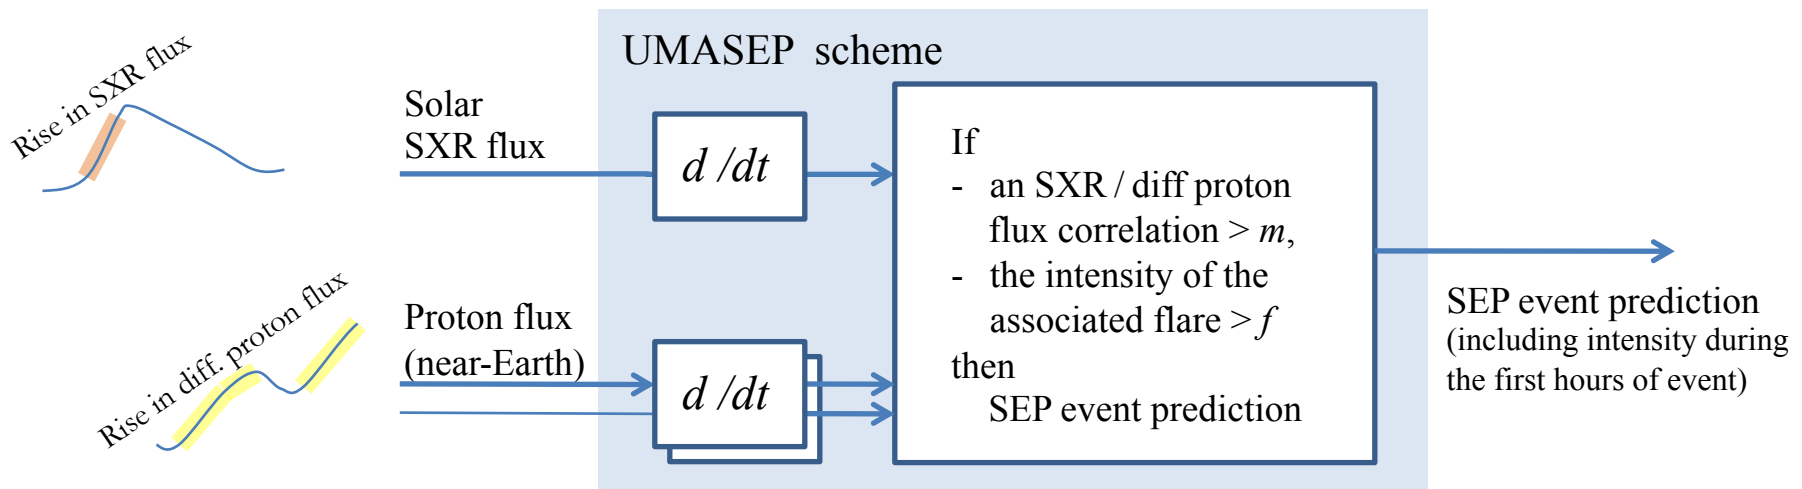 UMASEP scheme
Rise in SXR flux
Solar
SXR flux
d /dt
Rise in diff. proton flux
Proton flux
(near-Earth)
d /dt
If
- an SXR / diff proton
flux correlation > m,
- the intensity of the
associated flare > f
then
SEP event prediction
SEP event prediction
(including intensity during
the first hours of event)